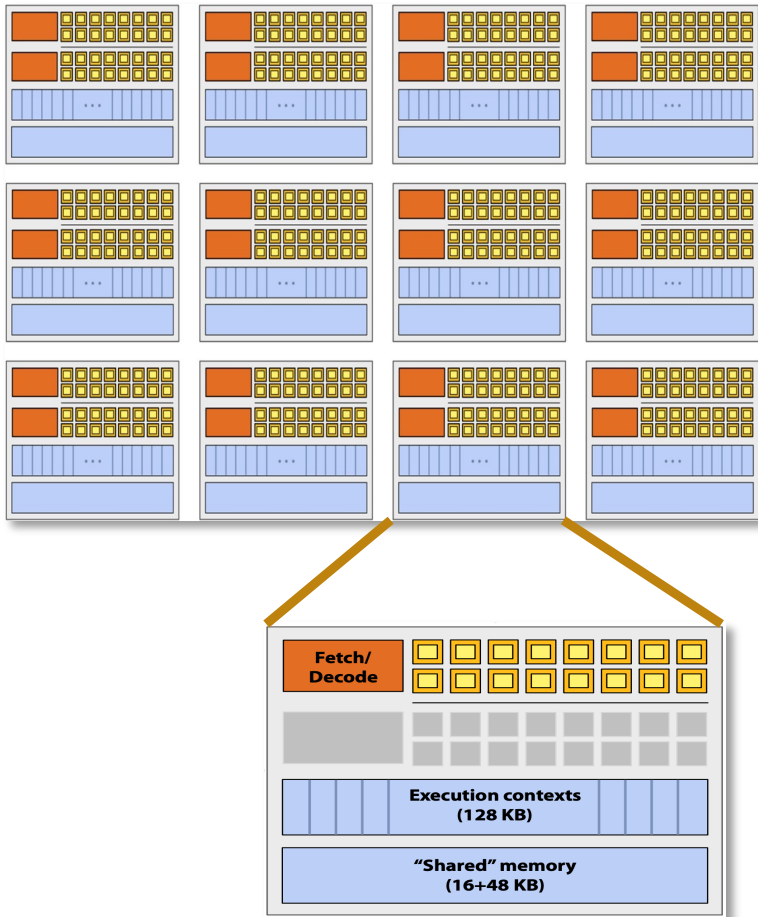 Fetch/
Decode
Execution contexts
(128 KB)
“Shared” memory
(16+48 KB)